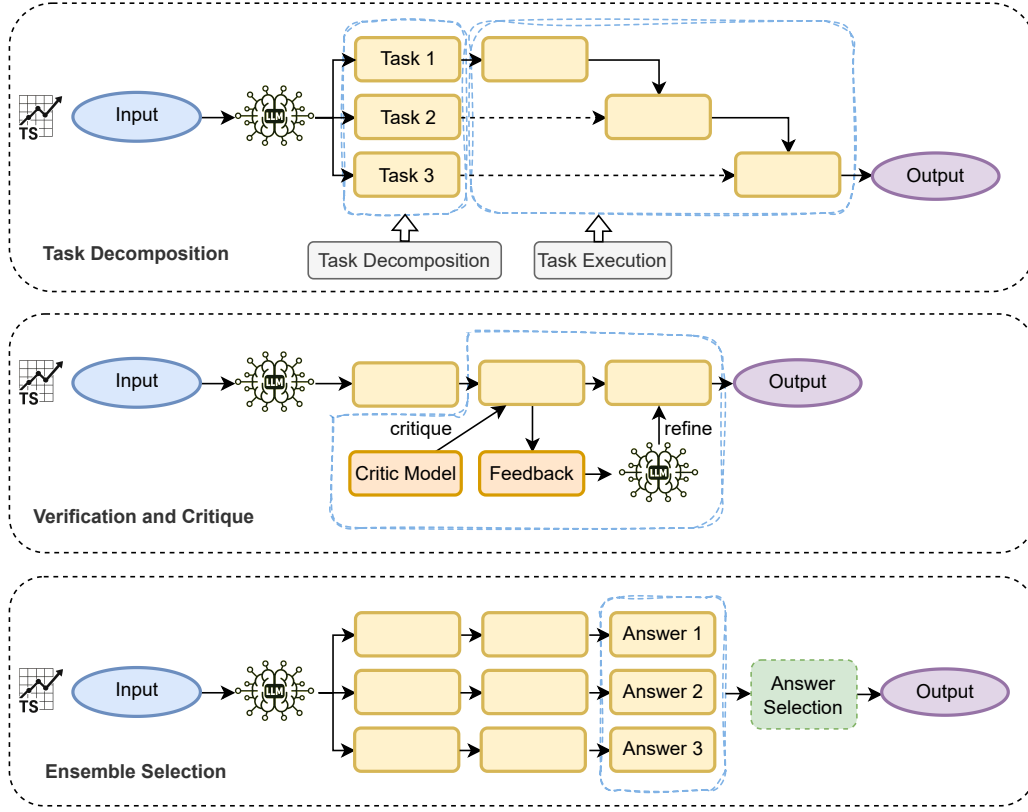 Task 1
Input
LLM
Task 2
TS
Task 3
Output
Task Decomposition
Task Decomposition
Task Execution
Input
LLM
TS
Output
critique
refine
Critic Model
Feedback
LLM
Verification and Critique
Answer 1
Input
LLM
TS
Answer 2
Answer
Selection
Output
Answer 3
Ensemble Selection